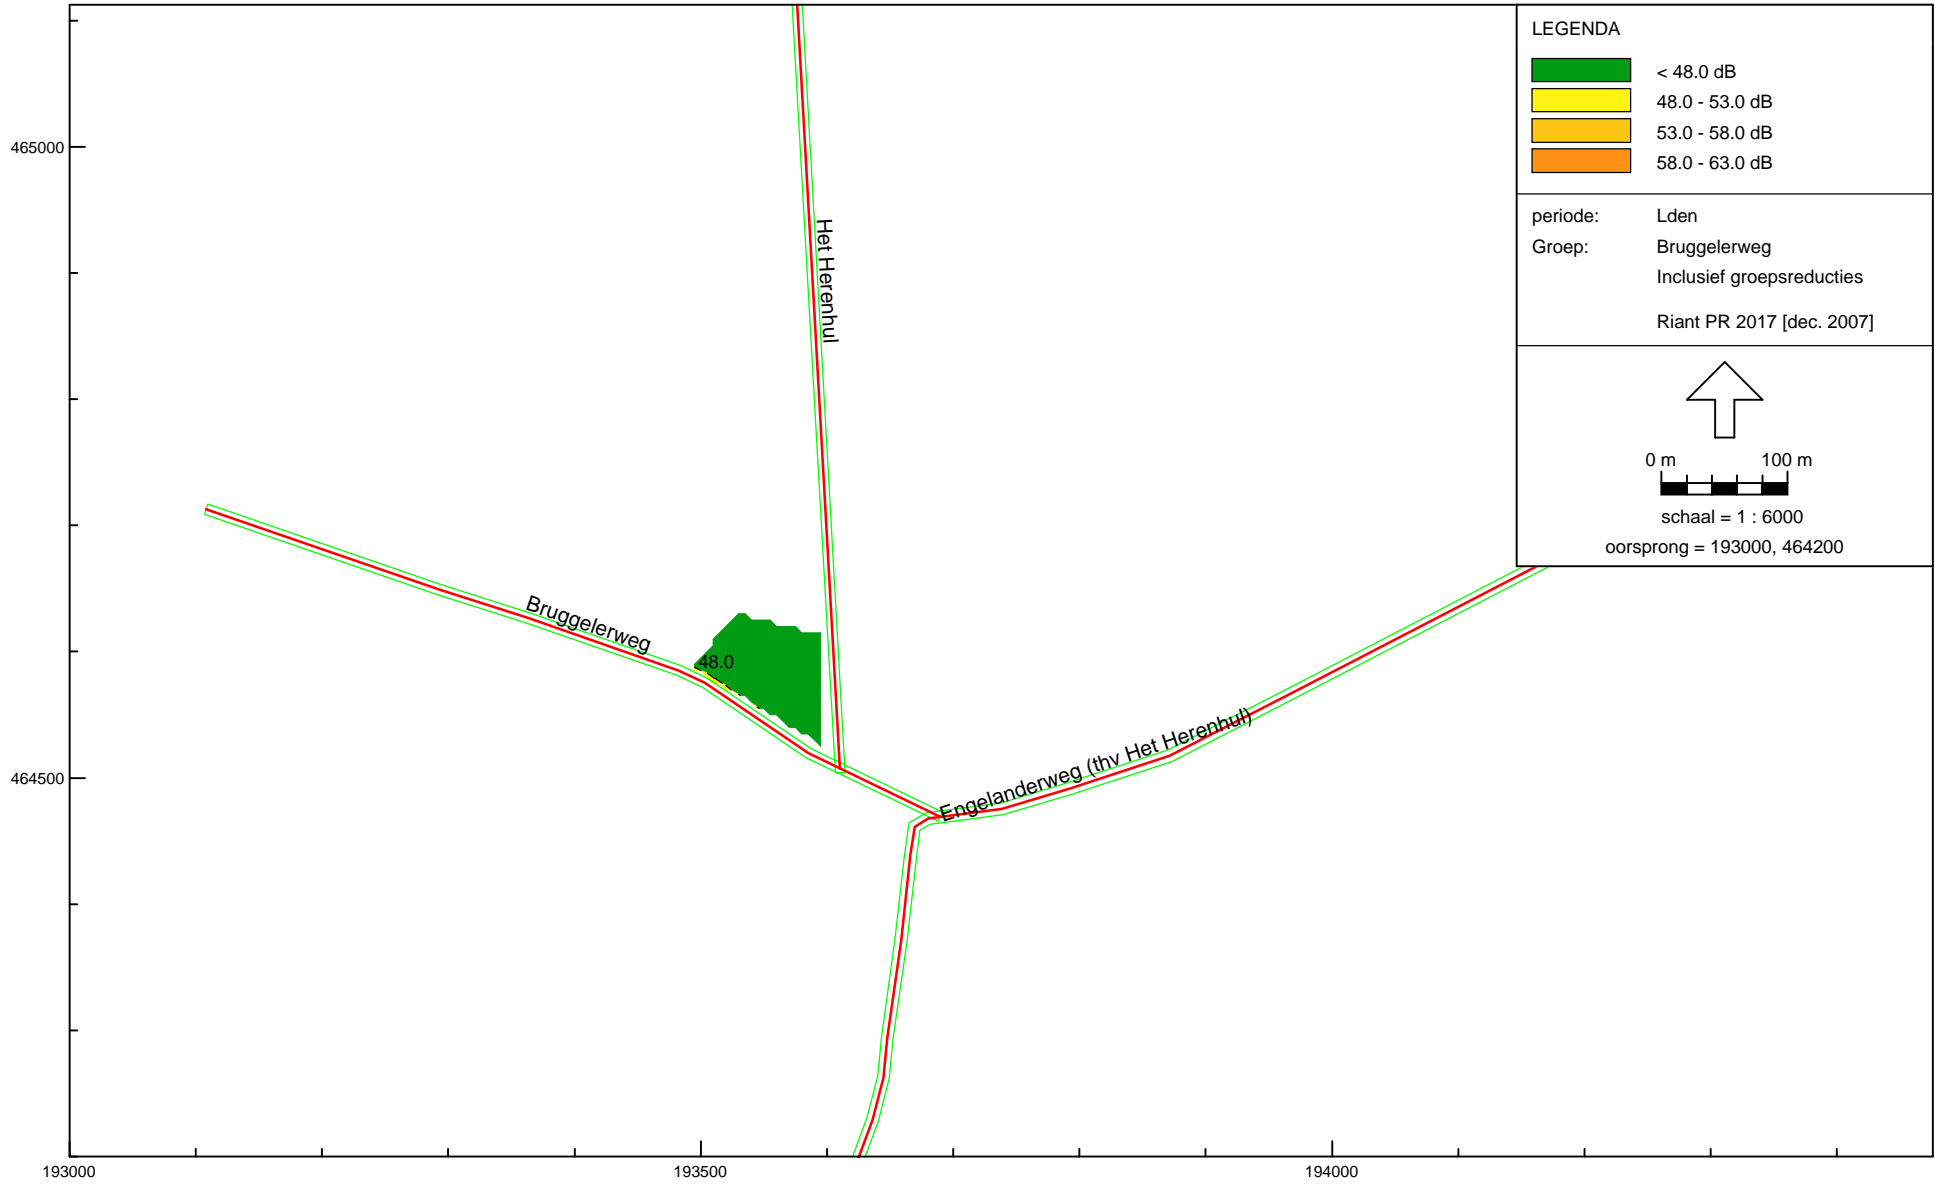 LEGENDA
< 48.0 dB
48.0 - 53.0 dB
53.0 - 58.0 dB
58.0 - 63.0 dB
periode: Lden
Groep: Bruggelerweg
Inclusief groepsreducties
Riant PR 2017 [dec. 2007]
0 m 100 m
schaal = 1 : 6000
oorsprong = 193000, 464200
465000
Het Herenhul
Bruggelerweg
48.0
Engelanderweg (thv Het Herenhul)
464500
193000 193500 194000